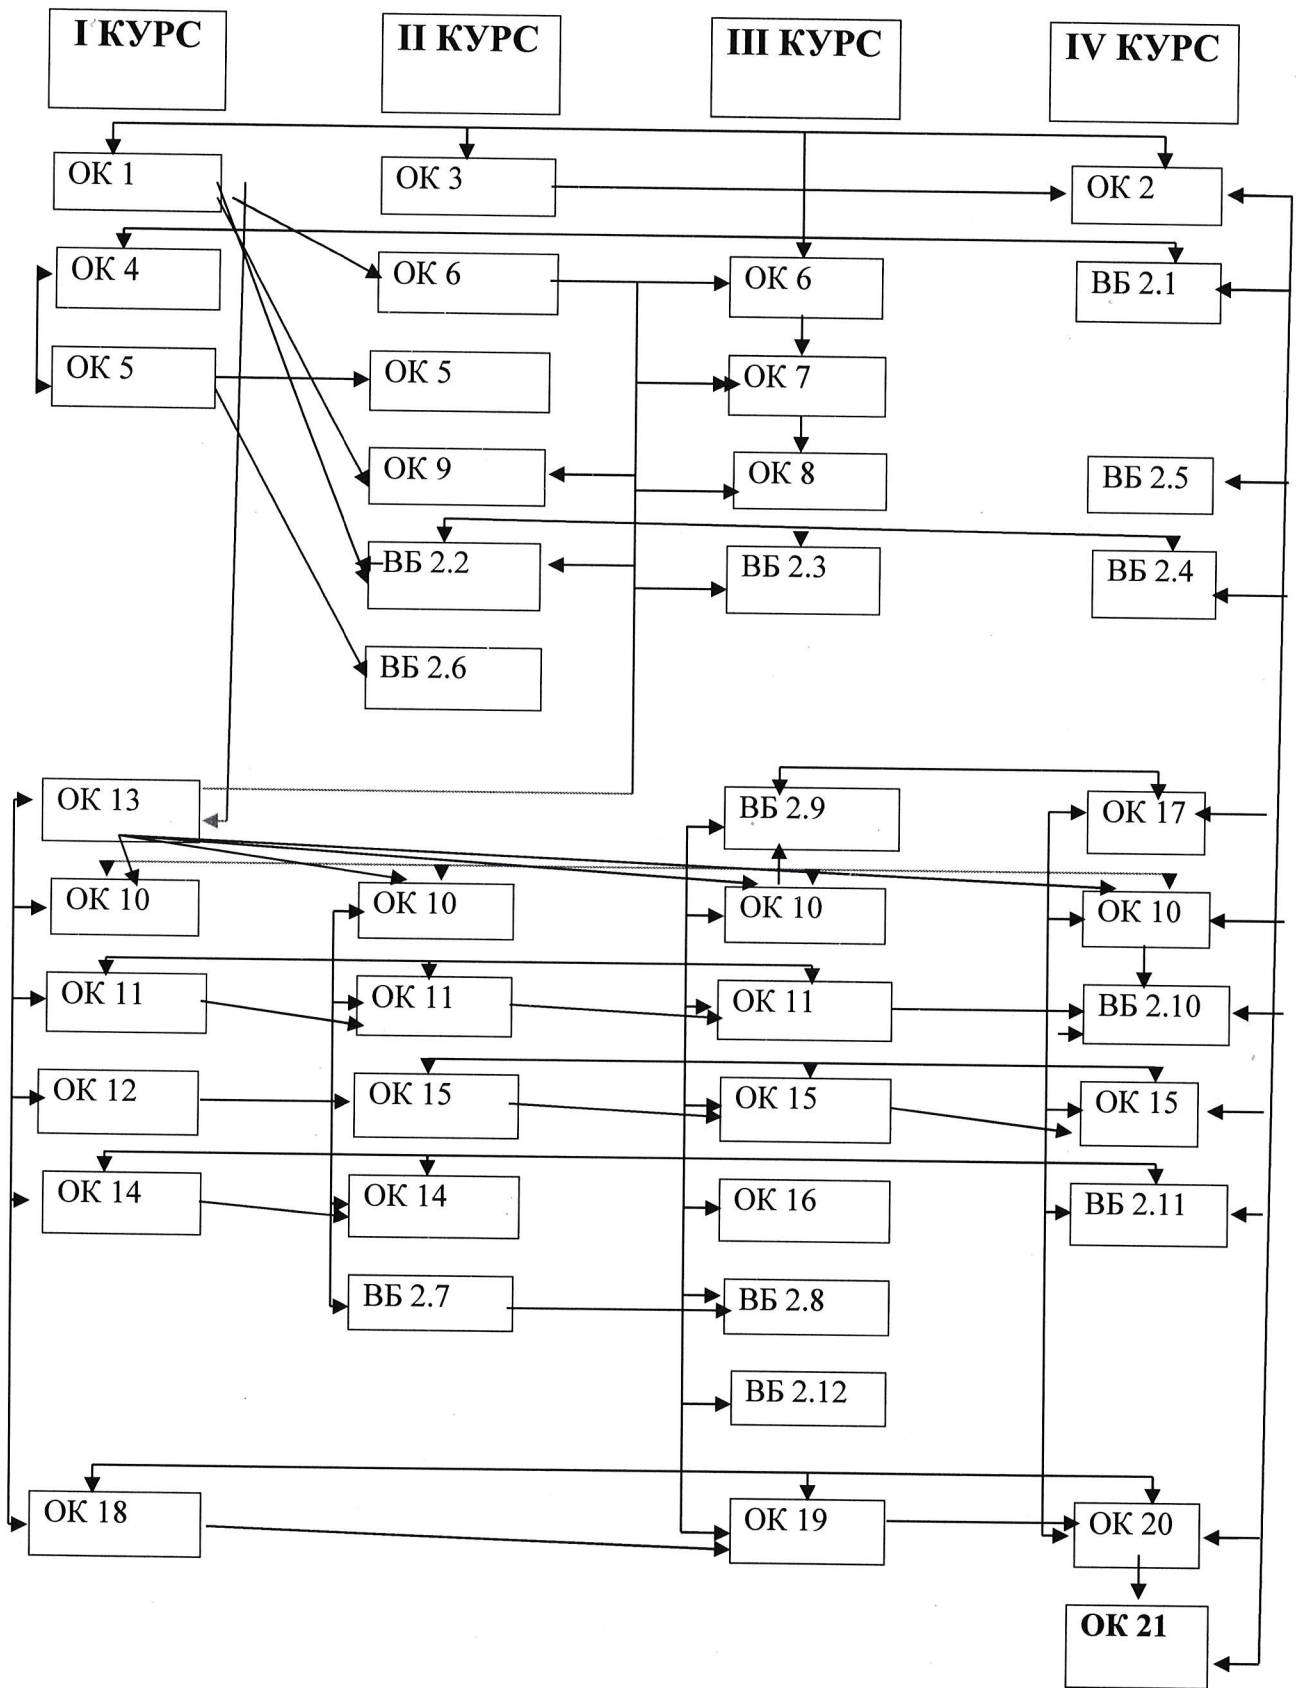 I КУРС
II КУРС
III КУРС
IV КУРС
ОК 1
ОК 3
ОК 2
ОК 4
ОК 6
ОК 6
ВБ 2.1
ОК 5
ОК 5
ОК 7
ОК 9
ОК 8
ВБ 2.5
ВБ 2.2
ВБ 2.3
ВБ 2.4
ВБ 2.6
ОК 13
ВБ 2.9
ОК 17
ОК 10
ОК 10
ОК 10
ОК 10
ОК 11
ОК 11
ОК 11
ВБ 2.10
ОК 12
ОК 15
ОК 15
ОК 15
ОК 14
ОК 14
ОК 16
ВБ 2.11
ВБ 2.7
ВБ 2.8
ВБ 2.12
ОК 18
ОК 19
ОК 20
ОК 21